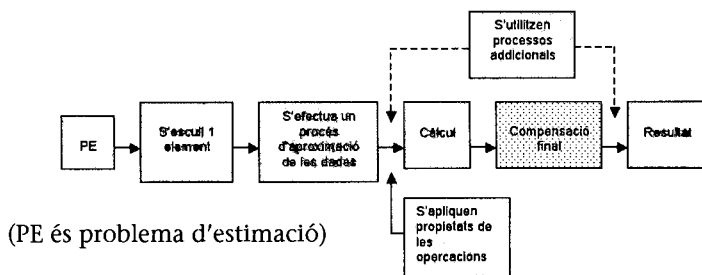 S'utilitzen
processos
addicionals
PE
S'escull 1
element
S'efectua un
procés
d'aproximació
de les dades
Càlcul
Compensació
final
Resultat
S'apliquen
propietats de
les
operacions
(PE és problema d'estimació)